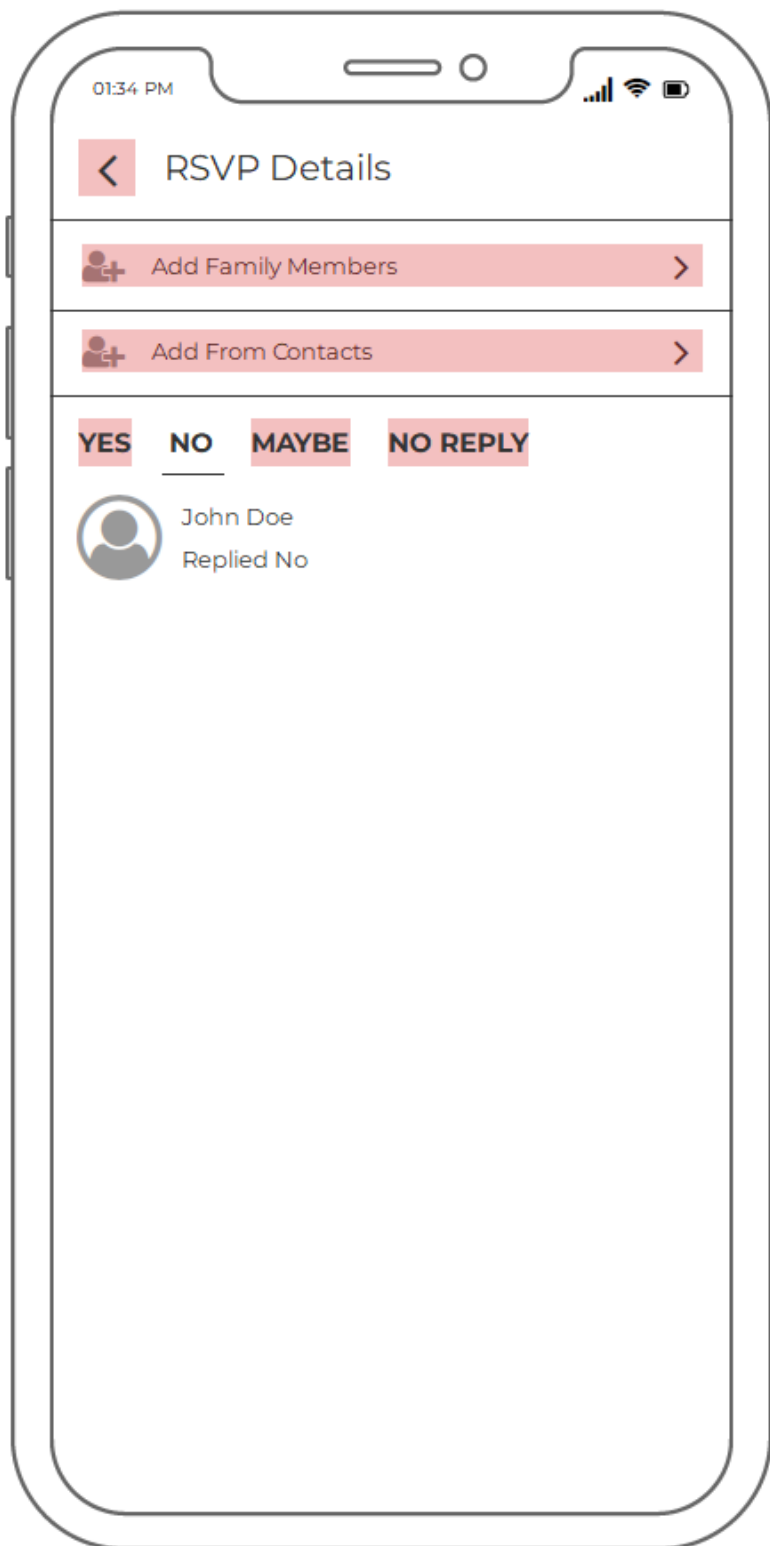 01:34 PM
RSVP Details
Add Family Members
Add From Contacts
YES NO MAYBE NO REPLY
John Doe
Replied No